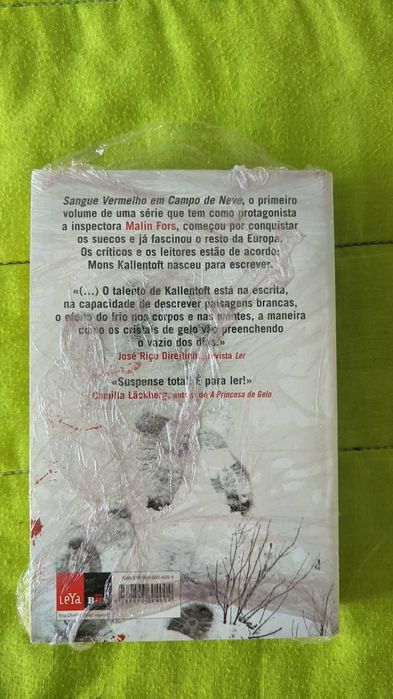 Sangue Vermelho em Campo de Neve, o primeiro
volume de uma série que tem como protagonista
a inspectora Malin Fors, começou por conquistar
os suecos e já fascinou o resto da Europa.
Os críticos e os leitores estão de acordo:
Mons Kallentoft nasceu para escrever.
«(...) O talento de Kallentoft está na escrita,
na capacidade de descrever paisagens brancas,
o efeito do frio nos corpos e nas mentes, a maneira
como os cristais de gelo vão preenchendo
o vazio dos dias.»
José Riço Direitinho, revista Ler
«Suspense total! É para ler!»
Camilla Läckberg, autora de A Princesa de Gelo
LeYa